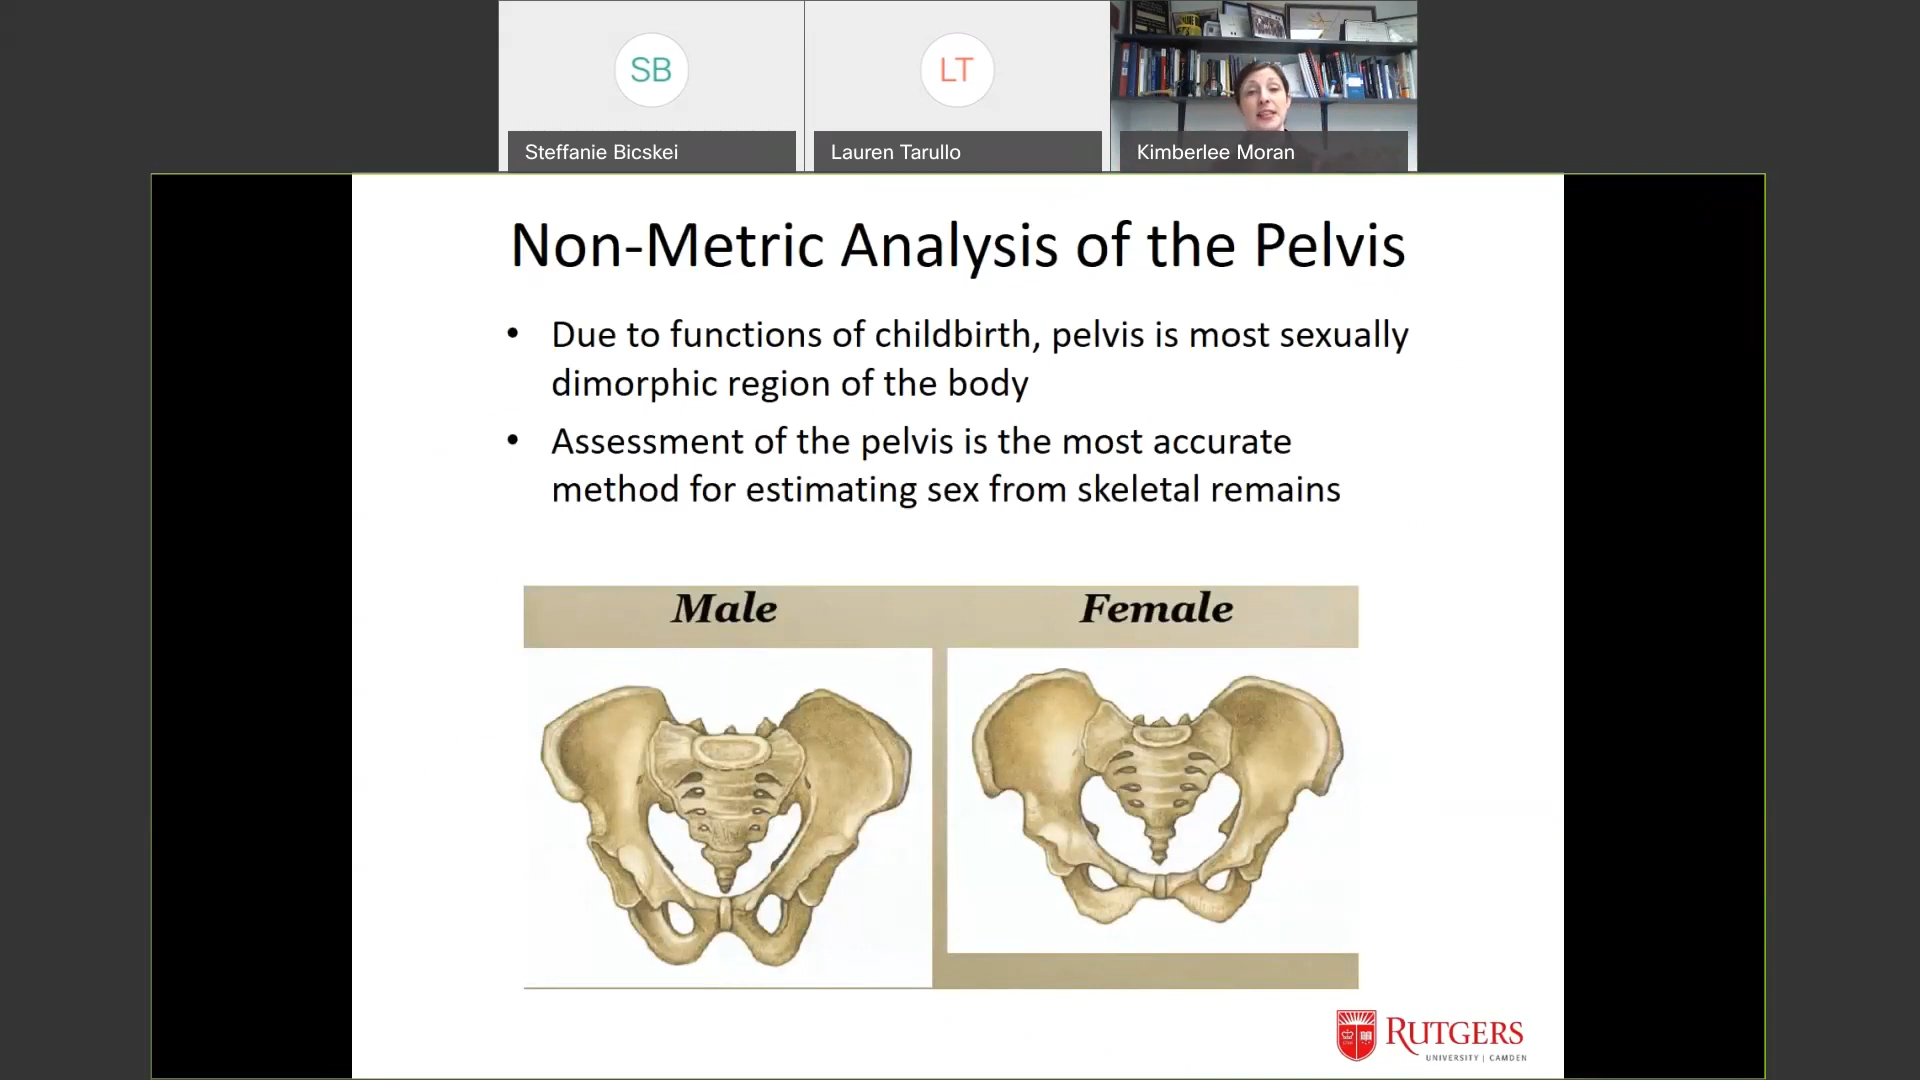 SB
LT
Steffanie Bicskei
Lauren Tarullo
Kimberlee Moran
Non-Metric Analysis of the Pelvis
• Due to functions of childbirth, pelvis is most sexually
dimorphic region of the body
• Assessment of the pelvis is the most accurate
method for estimating sex from skeletal remains
Male
Female
RUTGERS
UNIVERSITY | CAMDEN